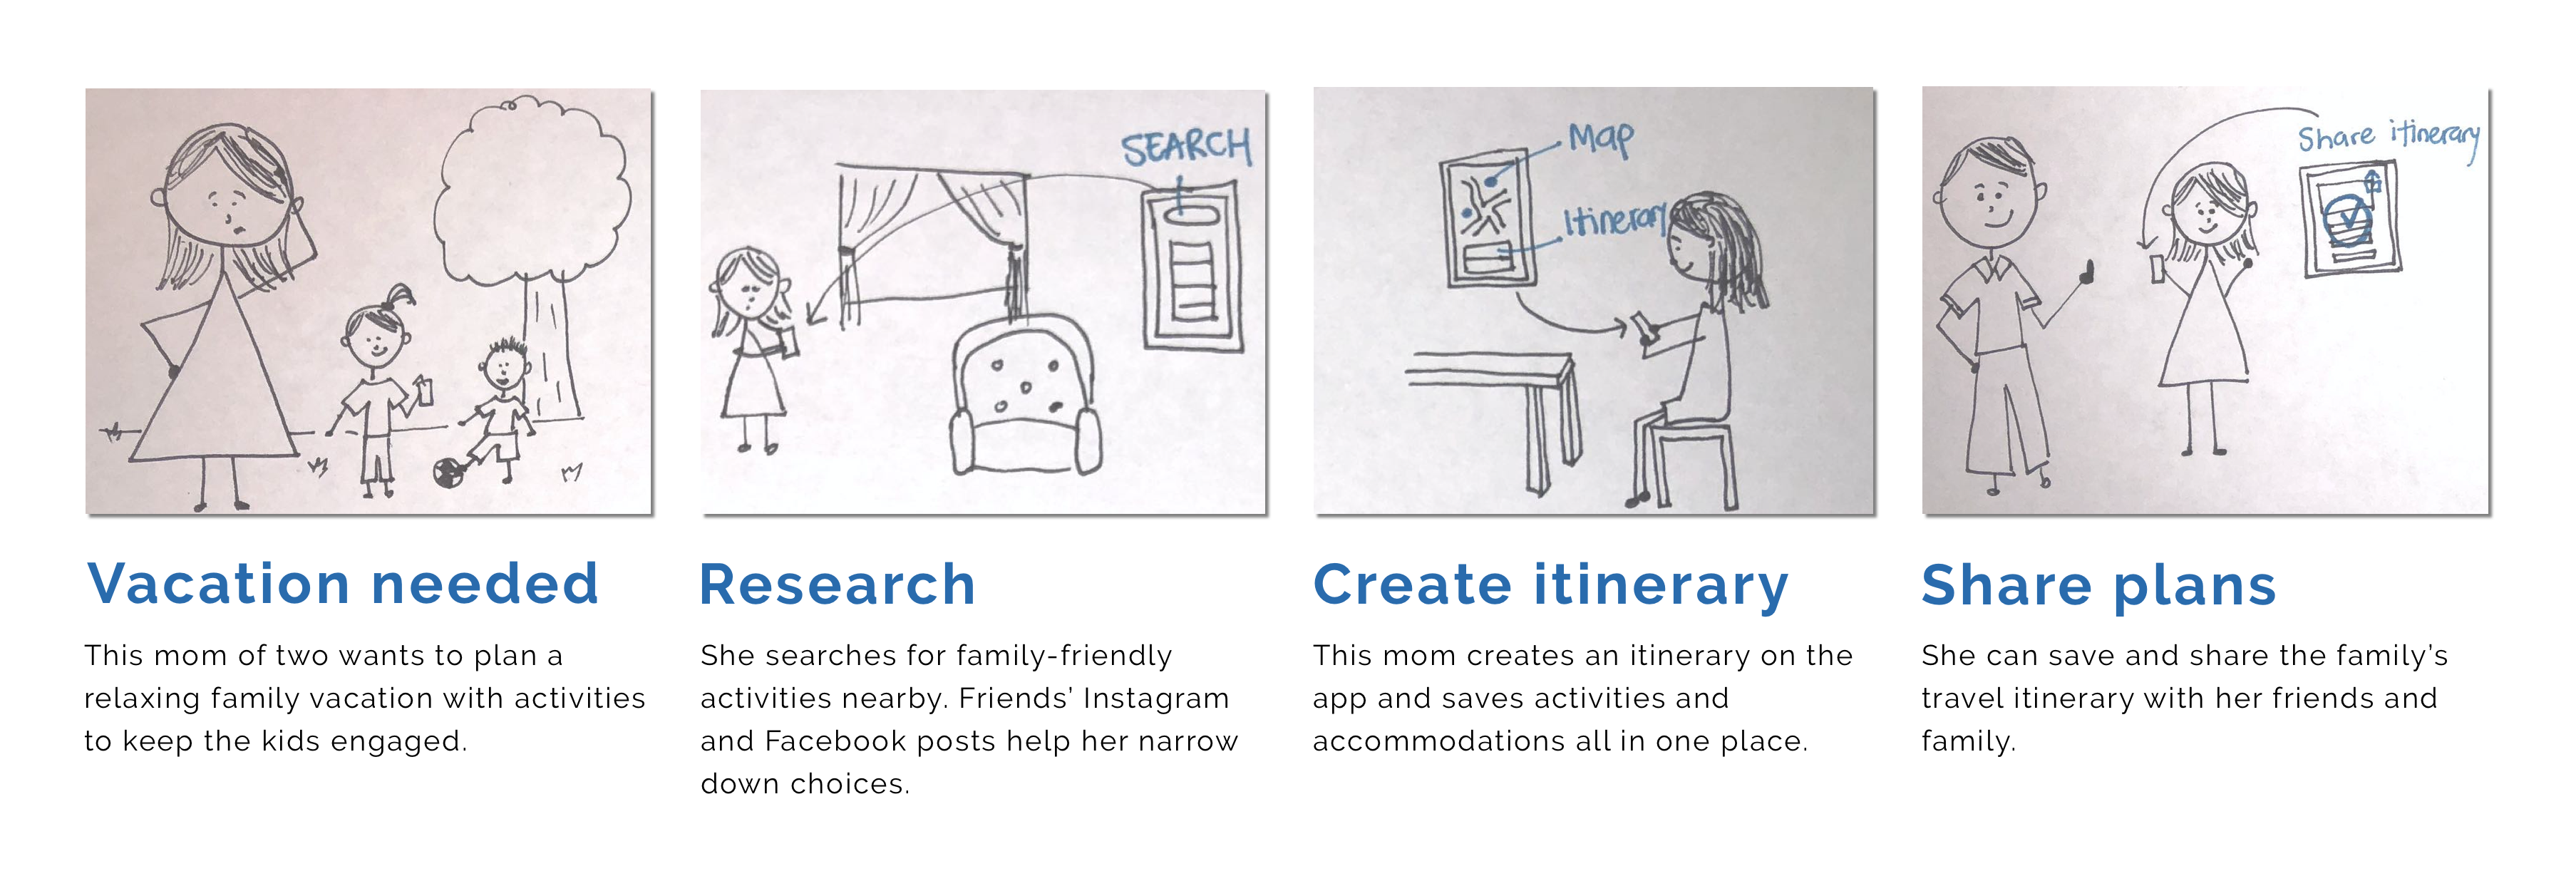 SEARCH
Map
Itinerary
Share itinerary
Vacation needed
This mom of two wants to plan a
relaxing family vacation with activities
to keep the kids engaged.
Research
She searches for family-friendly
activities nearby. Friends’ Instagram
and Facebook posts help her narrow
down choices.
Create itinerary
This mom creates an itinerary on the
app and saves activities and
accommodations all in one place.
Share plans
She can save and share the family’s
travel itinerary with her friends and
family.